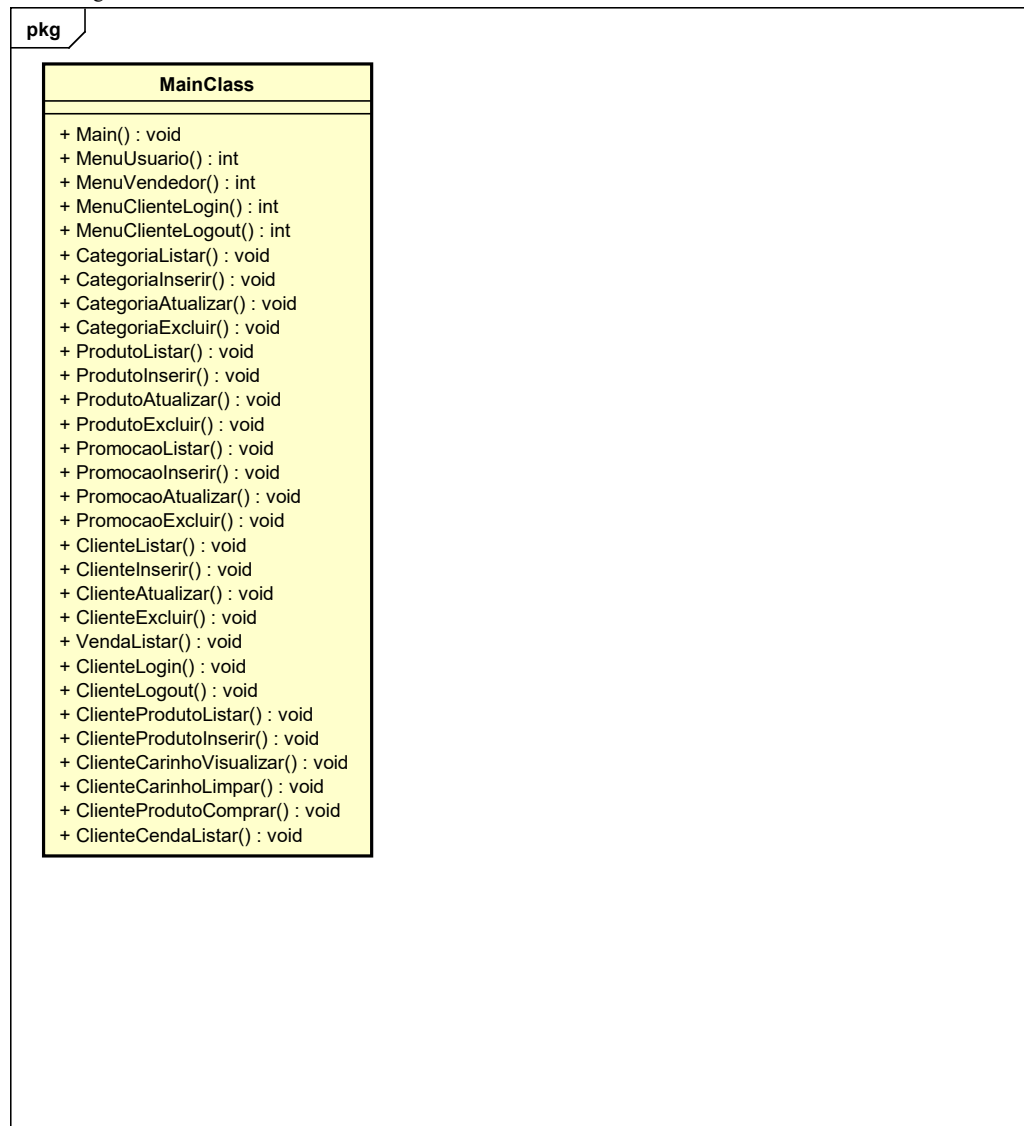 pkg
MainClass
+ Main() : void
+ MenuUsuario() : int
+ MenuVendedor() : int
+ MenuClienteLogin() : int
+ MenuClienteLogout() : int
+ CategoriaListar() : void
+ CategoriaInserir() : void
+ CategoriaAtualizar() : void
+ CategoriaExcluir() : void
+ ProdutoListar() : void
+ ProdutoInserir() : void
+ ProdutoAtualizar() : void
+ ProdutoExcluir() : void
+ PromocaoListar() : void
+ PromocaoInserir() : void
+ PromocaoAtualizar() : void
+ PromocaoExcluir() : void
+ ClienteListar() : void
+ ClienteInserir() : void
+ ClienteAtualizar() : void
+ ClienteExcluir() : void
+ VendaListar() : void
+ ClienteLogin() : void
+ ClienteLogout() : void
+ ClienteProdutoListar() : void
+ ClienteProdutoInserir() : void
+ ClienteCarinhoVisualizar() : void
+ ClienteCarinhoLimpar() : void
+ ClienteProdutoComprar() : void
+ ClienteCendaListar() : void